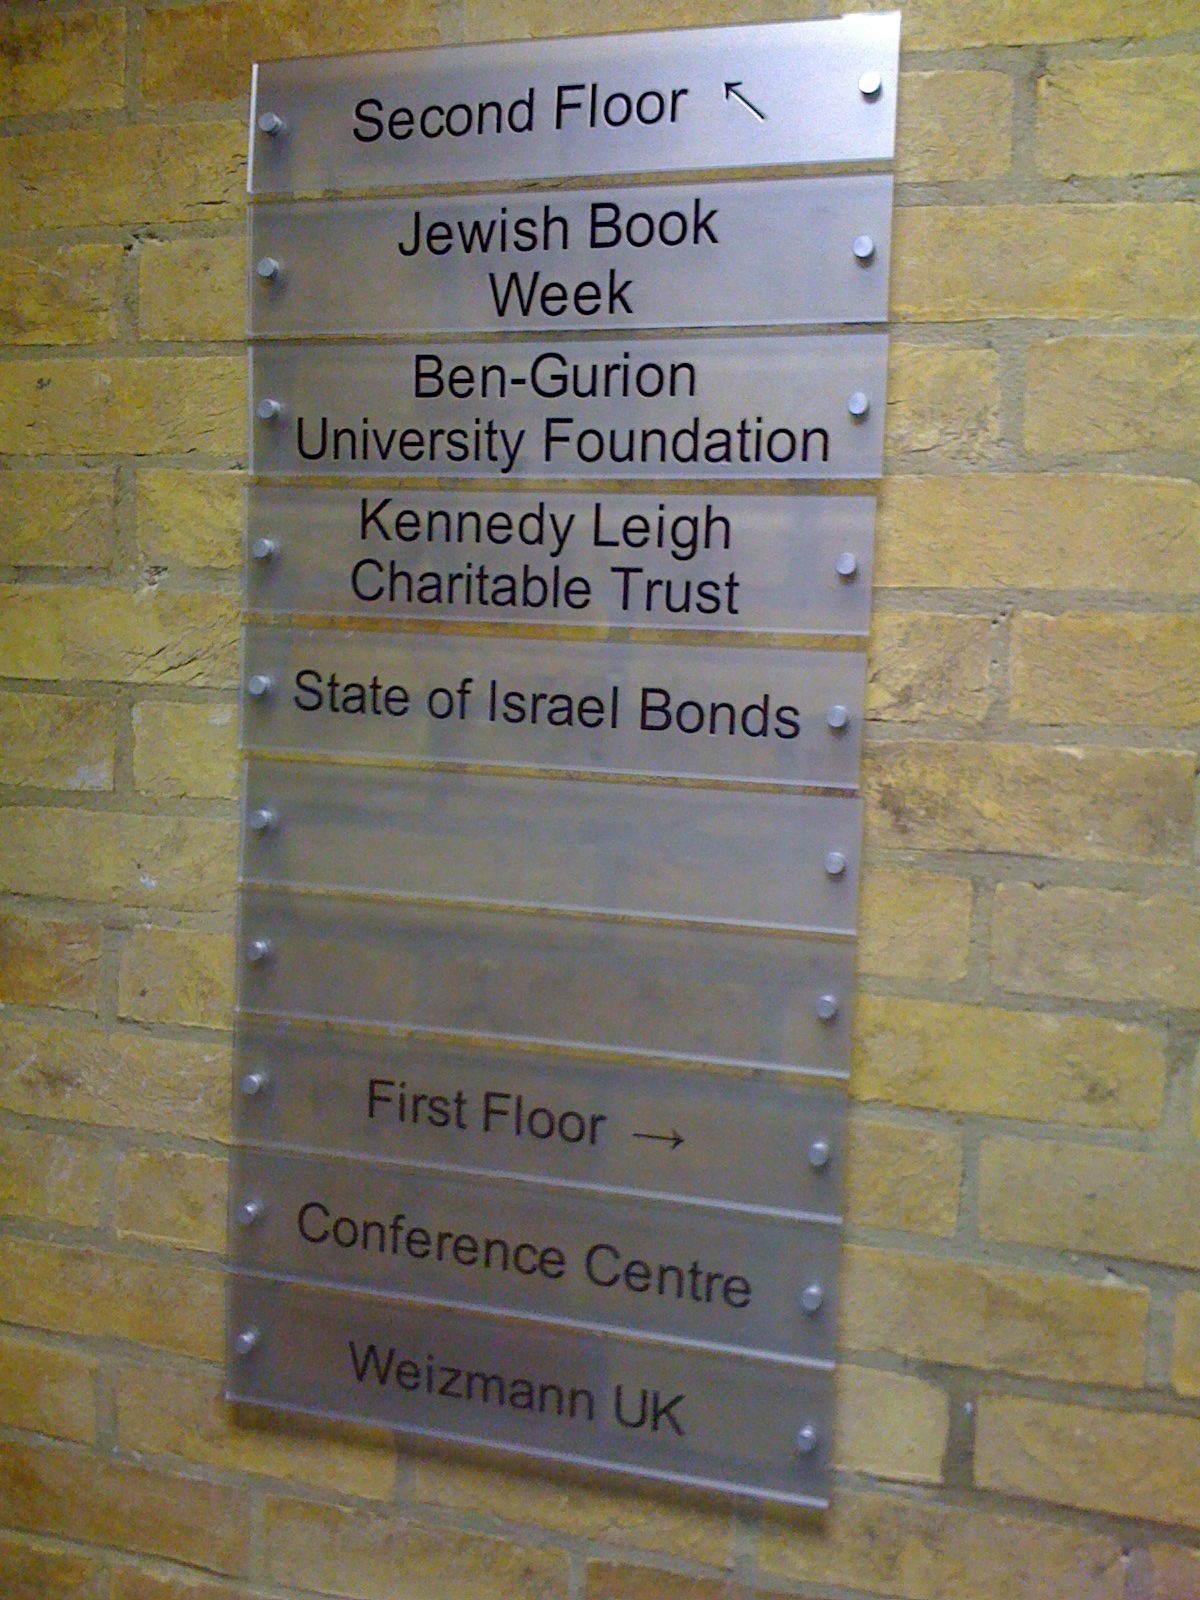 Second Floor ↖
Jewish Book
Week
Ben-Gurion
University Foundation
Kennedy Leigh
Charitable Trust
State of Israel Bonds
First Floor →
Conference Centre
Weizmann UK